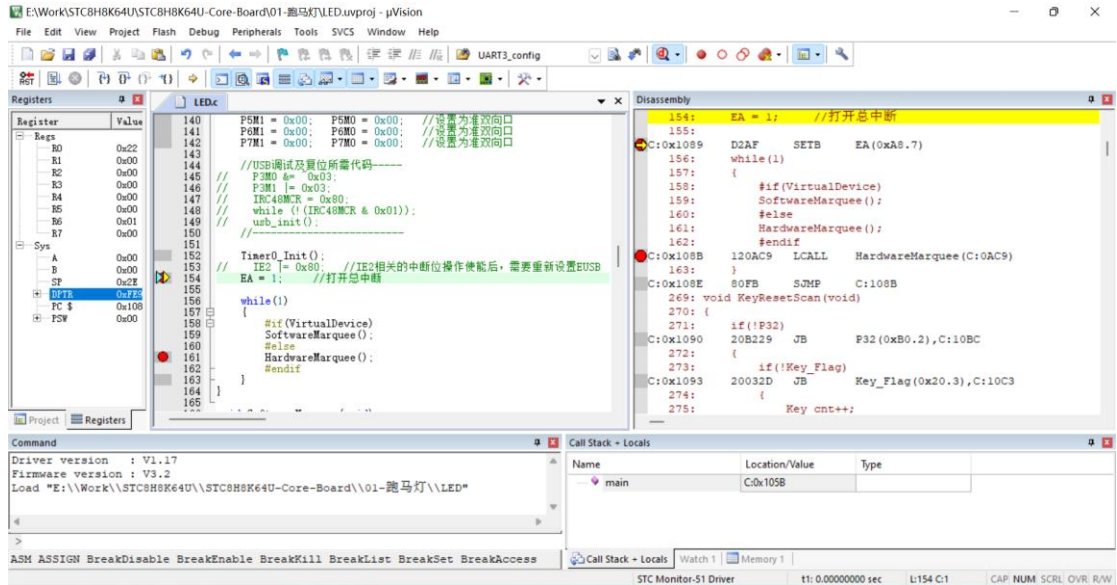 E:\Work\STC8H8K64U\STC8H8K64U-Core-Board\01-跑马灯\LED.uvproj - µVision
File Edit View Project Flash Debug Peripherals Tools SVCS Window Help
UART3_config
RST
Registers
Register Value
Regs
R0 0x22
R1 0x00
R2 0x00
R3 0x00
R4 0x00
R5 0x00
R6 0x01
R7 0x00
Sys
A 0x00
B 0x00
SP 0x2E
DPTR 0xFE9
PC $ 0x108
PSW 0x00
Project Registers
LED.c
140 P5M1 = 0x00; P5M0 = 0x00; //设置为准双向口
141 P6M1 = 0x00; P6M0 = 0x00; //设置为准双向口
142 P7M1 = 0x00; P7M0 = 0x00; //设置为准双向口
143
144 //USB调试及复位所需代码-----
145 // P3M0 &= ~0x03;
146 // P3M1 |= 0x03;
147 // IRC48MCR = 0x80;
148 // while (!(IRC48MCR & 0x01));
149 // usb_init();
150 //-------------------------
151
152 Timer0_Init();
153 // IE2 |= 0x80; //IE2相关的中断位操作使能后，需要重新设置EUSB
154 EA = 1; //打开总中断
155
156 while(1)
157 {
158 #if(VirtualDevice)
159 SoftwareMarquee();
160 #else
161 HardwareMarquee();
162 #endif
163 }
164 }
165
Disassembly
154: EA = 1; //打开总中断
155:
C:0x1089 D2AF SETB EA(0xA8.7)
156: while(1)
157: {
158: #if(VirtualDevice)
159: SoftwareMarquee();
160: #else
161: HardwareMarquee();
162: #endif
C:0x108B 120AC9 LCALL HardwareMarquee(C:0AC9)
163: }
C:0x108E 80FB SJMP C:108B
269: void KeyResetScan(void)
270: {
271: if(!P32)
C:0x1090 20B229 JB P32(0xB0.2),C:10BC
272: {
273: if(!Key_Flag)
C:0x1093 20032D JB Key_Flag(0x20.3),C:10C3
274: {
275: Key_cnt++;
Command
Driver version : V1.17
Firmware version : V3.2
Load "E:\\Work\\STC8H8K64U\\STC8H8K64U-Core-Board\\01-跑马灯\\LED"
>
ASM ASSIGN BreakDisable BreakEnable BreakKill BreakList BreakSet BreakAccess
Call Stack + Locals
Name Location/Value Type
main C:0x105B
Call Stack + Locals Watch 1 Memory 1
STC Monitor-51 Driver t1: 0.00000000 sec L:154 C:1 CAP NUM SCRL OVR R/W